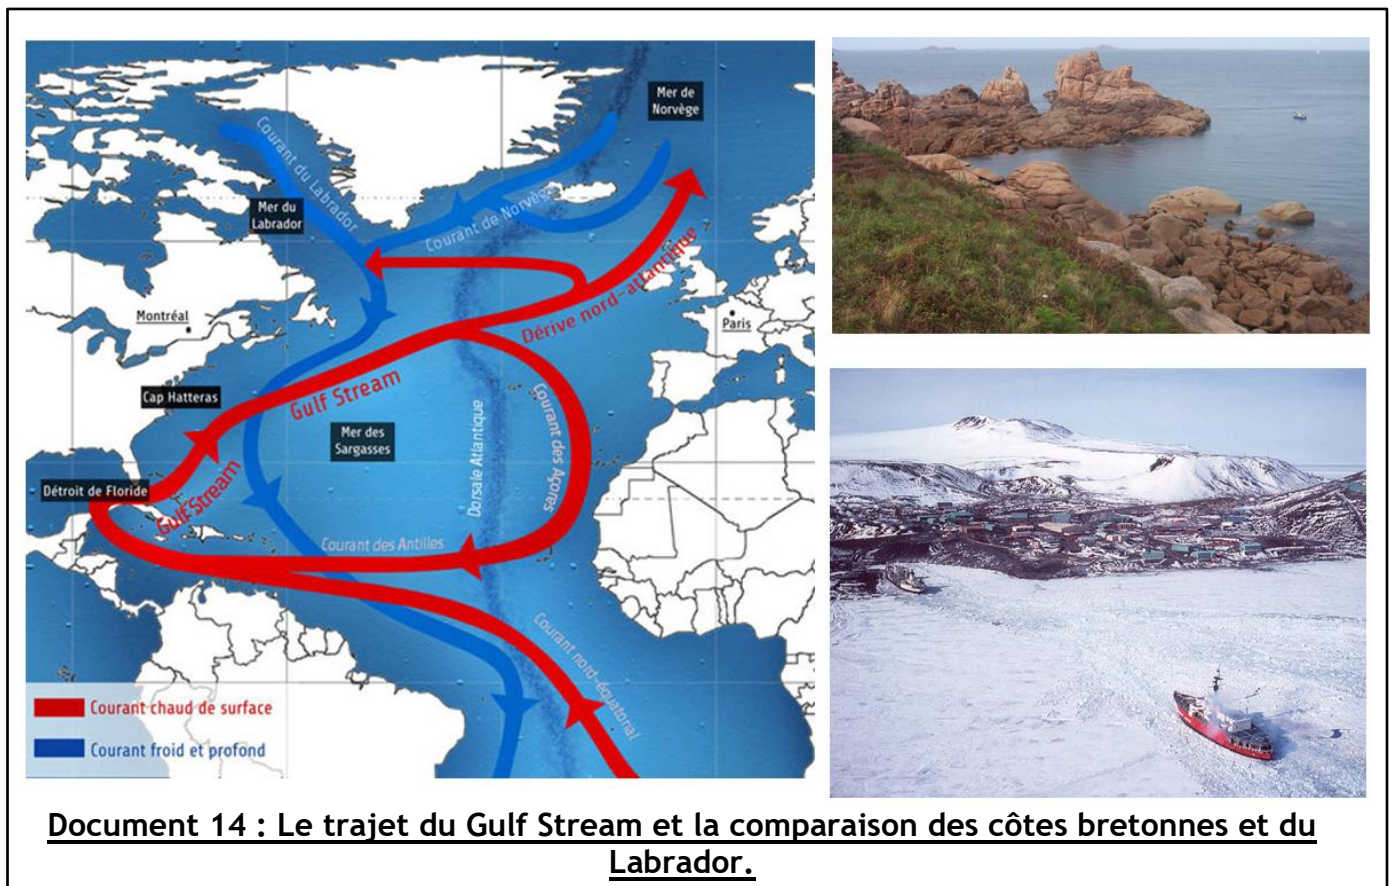 Mer de
Norvège
Courant du Labrador
Mer du
Labrador
Courant de Norvège
Dérive nord-atlantique
Montréal
Paris
Cap Hatteras
Gulf Stream
Mer des
Sargasses
Dorsale Atlantique
Courant des Açores
Détroit de Floride
Gulf Stream
Courant des Antilles
Courant nord-équatorial
Courant chaud de surface
Courant froid et profond
Document 14 : Le trajet du Gulf Stream et la comparaison des côtes bretonnes et du
Labrador.